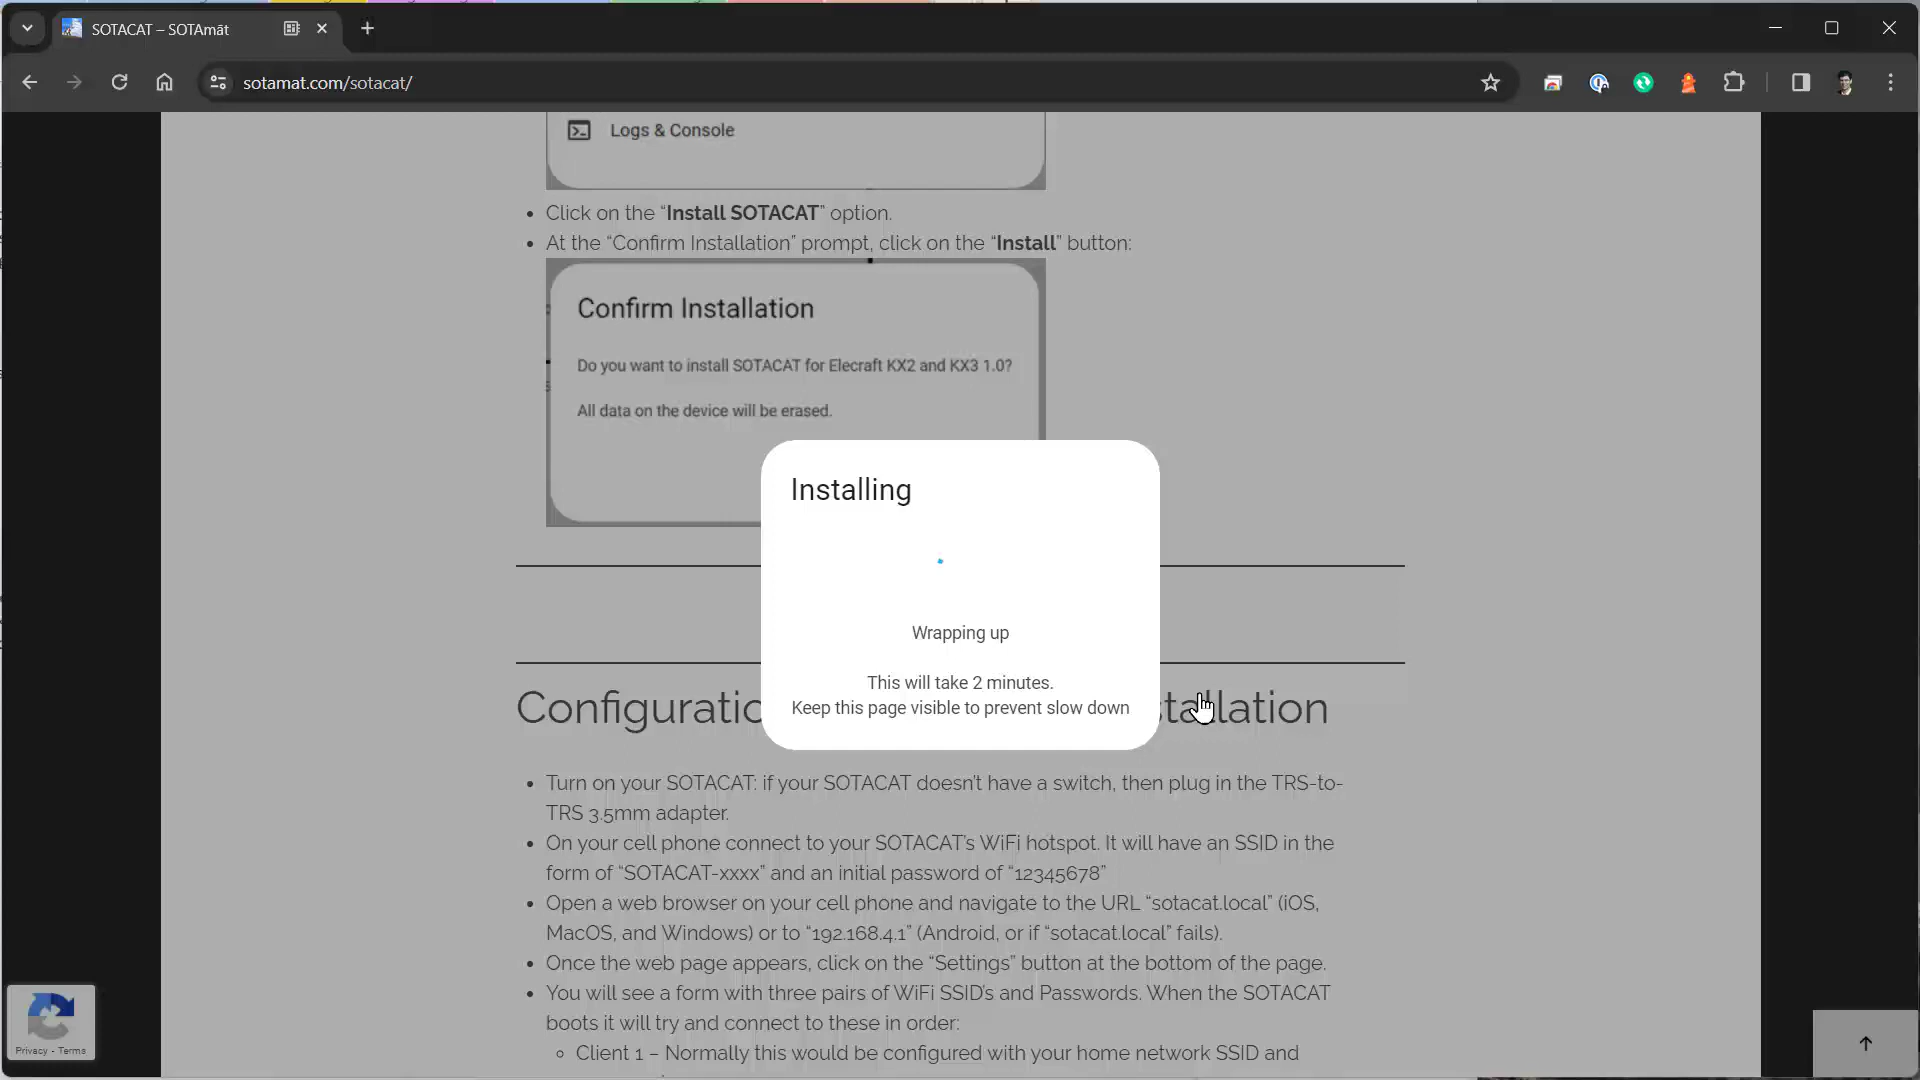 SOTACAT – SOTAmāt
sotamat.com/sotacat/
Logs & Console
• Click on the “Install SOTACAT” option.
• At the “Confirm Installation” prompt, click on the “Install” button:
Confirm Installation
Do you want to install SOTACAT for Elecraft KX2 and KX3 1.0?
All data on the device will be erased.
Installing
Wrapping up
This will take 2 minutes.
Keep this page visible to prevent slow down
Configuratio
stallation
• Turn on your SOTACAT: if your SOTACAT doesn’t have a switch, then plug in the TRS-to-
TRS 3.5mm adapter.
• On your cell phone connect to your SOTACAT’s WiFi hotspot. It will have an SSID in the
form of “SOTACAT-xxxx” and an initial password of “12345678”
• Open a web browser on your cell phone and navigate to the URL “sotacat.local” (iOS,
MacOS, and Windows) or to “192.168.4.1” (Android, or if “sotacat.local” fails).
• Once the web page appears, click on the “Settings” button at the bottom of the page.
• You will see a form with three pairs of WiFi SSID’s and Passwords. When the SOTACAT
boots it will try and connect to these in order:
○ Client 1 – Normally this would be configured with your home network SSID and
Privacy - Terms